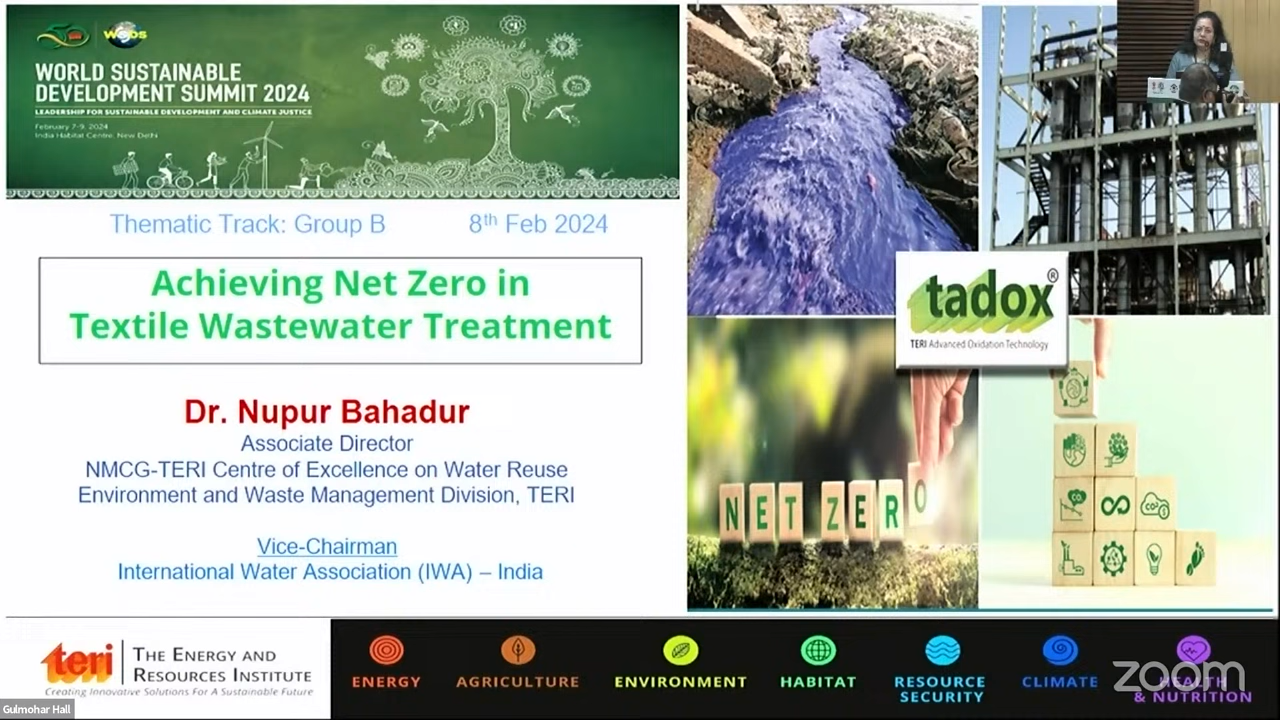 50 WSDS
WORLD SUSTAINABLE
DEVELOPMENT SUMMIT 2024
LEADERSHIP FOR SUSTAINABLE DEVELOPMENT AND CLIMATE JUSTICE
February 7-9, 2024
India Habitat Centre, New Delhi
Thematic Track: Group B 8th Feb 2024
Achieving Net Zero in
Textile Wastewater Treatment
Dr. Nupur Bahadur
Associate Director
NMCG-TERI Centre of Excellence on Water Reuse
Environment and Waste Management Division, TERI
Vice-Chairman
International Water Association (IWA) – India
tadox®
TERI Advanced Oxidation Technology
NET ZERO
CO₂
CO₂
teri
THE ENERGY AND
RESOURCES INSTITUTE
Creating Innovative Solutions For A Sustainable Future
ENERGY
AGRICULTURE
ENVIRONMENT
HABITAT
RESOURCE
SECURITY
CLIMATE
HEALTH
& NUTRITION
zoom
Gulmohar Hall